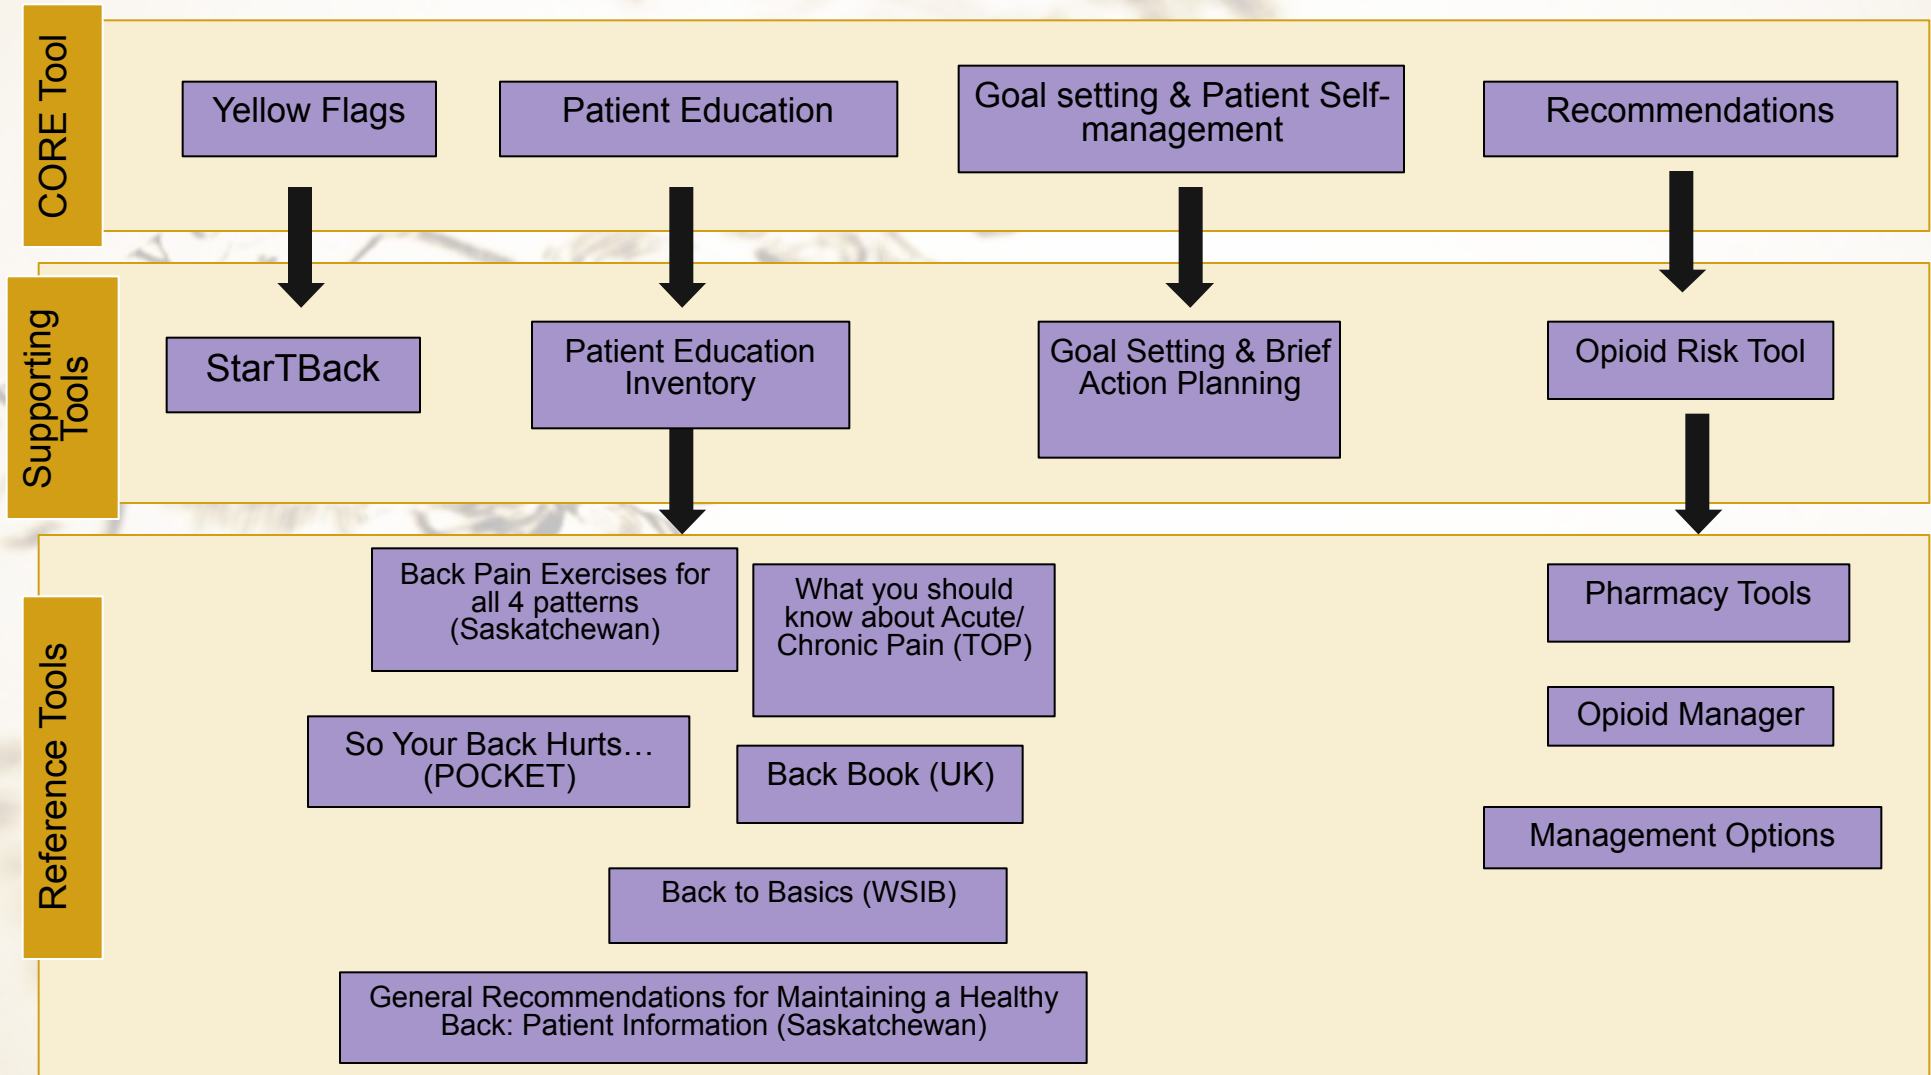 CORE Tool
Yellow Flags
Patient Education
Goal setting & Patient Self-
management
Recommendations
Supporting
Tools
StarTBack
Patient Education
Inventory
Goal Setting & Brief
Action Planning
Opioid Risk Tool
Reference Tools
Back Pain Exercises for
all 4 patterns
(Saskatchewan)
What you should
know about Acute/
Chronic Pain (TOP)
Pharmacy Tools
So Your Back Hurts…
(POCKET)
Back Book (UK)
Opioid Manager
Back to Basics (WSIB)
Management Options
General Recommendations for Maintaining a Healthy
Back: Patient Information (Saskatchewan)